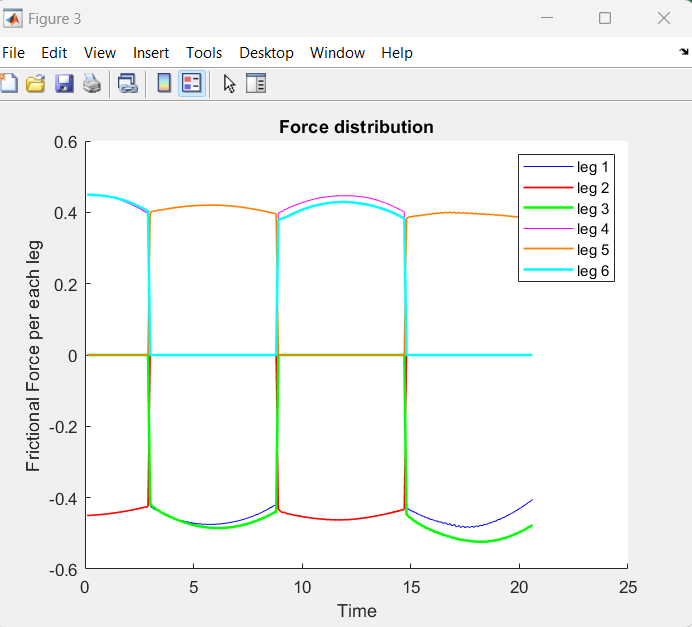 Figure 3
File Edit View Insert Tools Desktop Window Help
Force distribution
Frictional Force per each leg
0.6
0.4
0.2
0
-0.2
-0.4
-0.6
0 5 10 15 20 25
Time
leg 1
leg 2
leg 3
leg 4
leg 5
leg 6